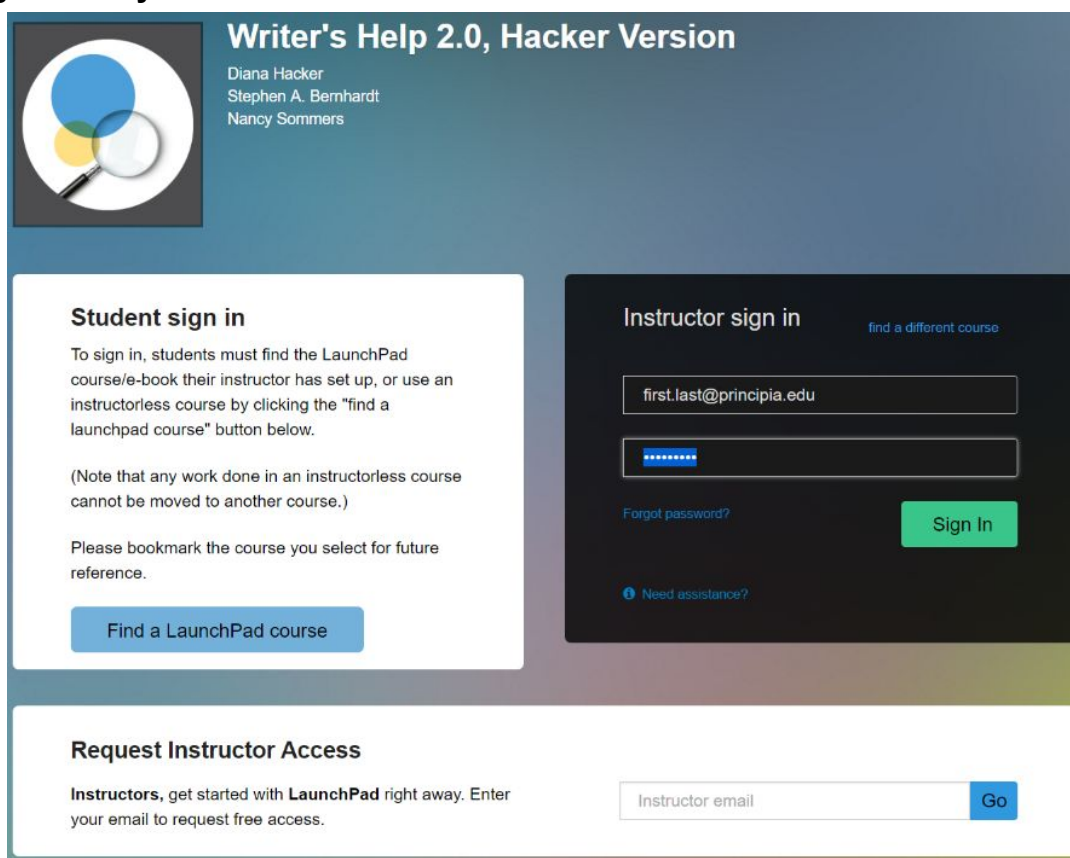 Writer's Help 2.0, Hacker Version
Diana Hacker
Stephen A. Bernhardt
Nancy Sommers
Student sign in
To sign in, students must find the LaunchPad
course/e-book their instructor has set up, or use an
instructorless course by clicking the "find a
launchpad course" button below.
(Note that any work done in an instructorless course
cannot be moved to another course.)
Please bookmark the course you select for future
reference.
Find a LaunchPad course
Instructor sign in
find a different course
first.last@principia.edu
•••••••••
Forgot password?
Sign In
Need assistance?
Request Instructor Access
Instructors, get started with LaunchPad right away. Enter
your email to request free access.
Instructor email
Go